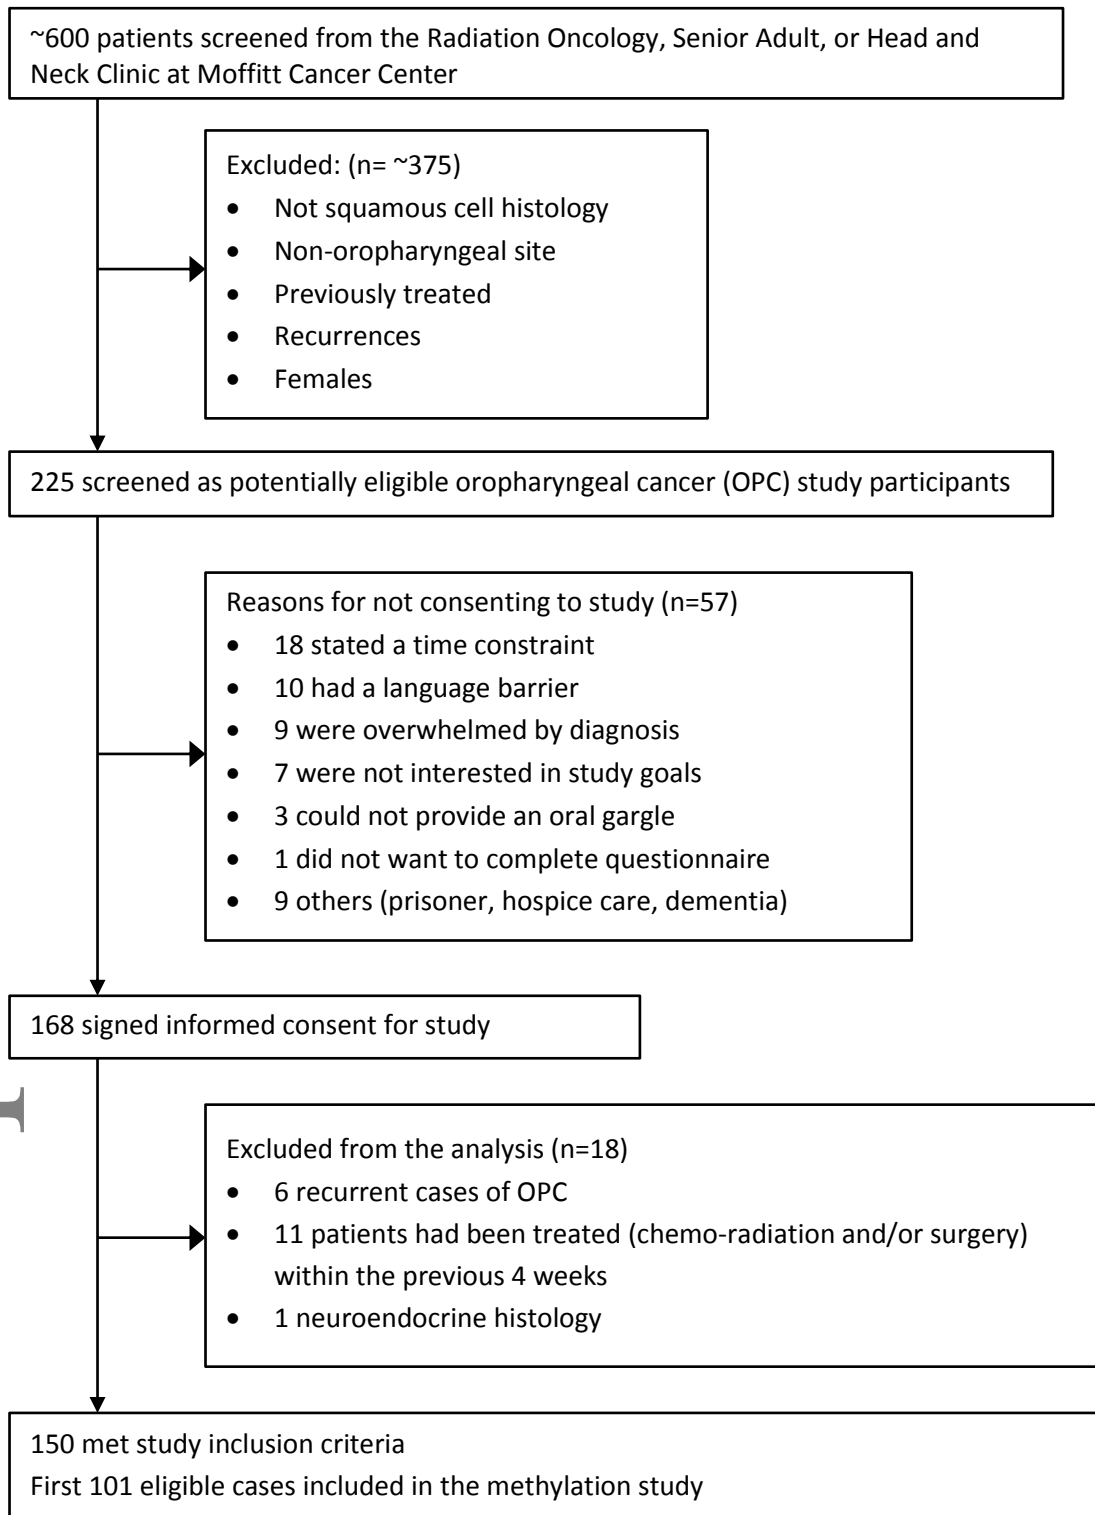 ~600 patients screened from the Radiation Oncology, Senior Adult, or Head and
Neck Clinic at Moffitt Cancer Center
Excluded: (n= ~375)
• Not squamous cell histology
• Non-oropharyngeal site
• Previously treated
• Recurrences
• Females
225 screened as potentially eligible oropharyngeal cancer (OPC) study participants
Reasons for not consenting to study (n=57)
• 18 stated a time constraint
• 10 had a language barrier
• 9 were overwhelmed by diagnosis
• 7 were not interested in study goals
• 3 could not provide an oral gargle
• 1 did not want to complete questionnaire
• 9 others (prisoner, hospice care, dementia)
168 signed informed consent for study
Excluded from the analysis (n=18)
• 6 recurrent cases of OPC
• 11 patients had been treated (chemo-radiation and/or surgery)
within the previous 4 weeks
• 1 neuroendocrine histology
150 met study inclusion criteria
First 101 eligible cases included in the methylation study